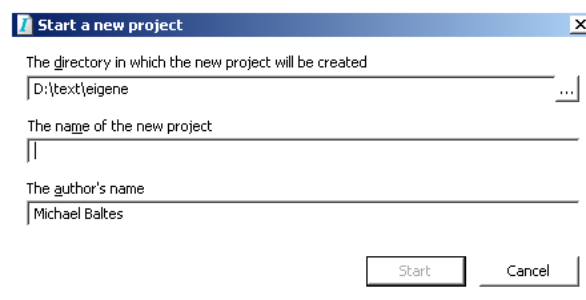 Start a new project
The directory in which the new project will be created
D:\text\eigene
...
The name of the new project
The author's name
Michael Baltes
Start
Cancel